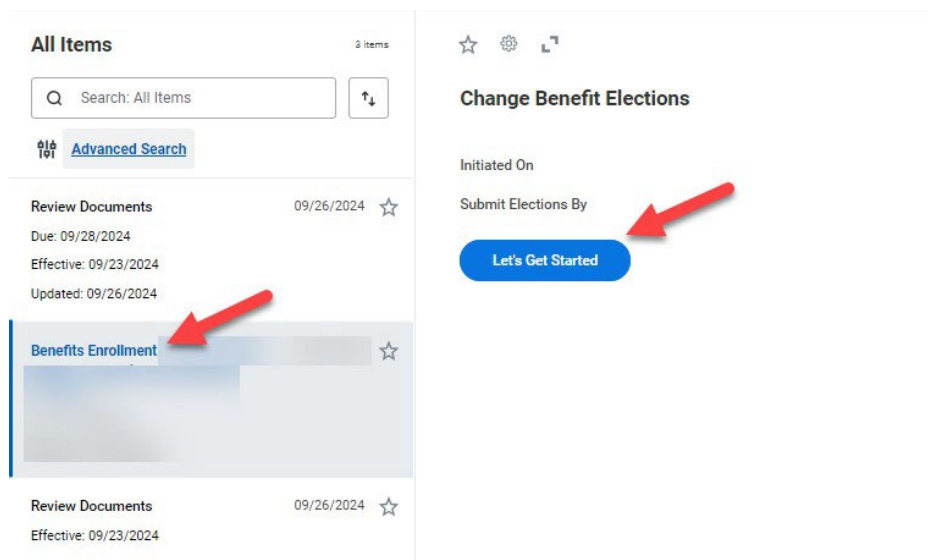 All Items
3 items
Search: All Items
Advanced Search
Review Documents
09/26/2024
Due: 09/28/2024
Effective: 09/23/2024
Updated: 09/26/2024
Benefits Enrollment
Review Documents
09/26/2024
Effective: 09/23/2024
Change Benefit Elections
Initiated On
Submit Elections By
Let's Get Started